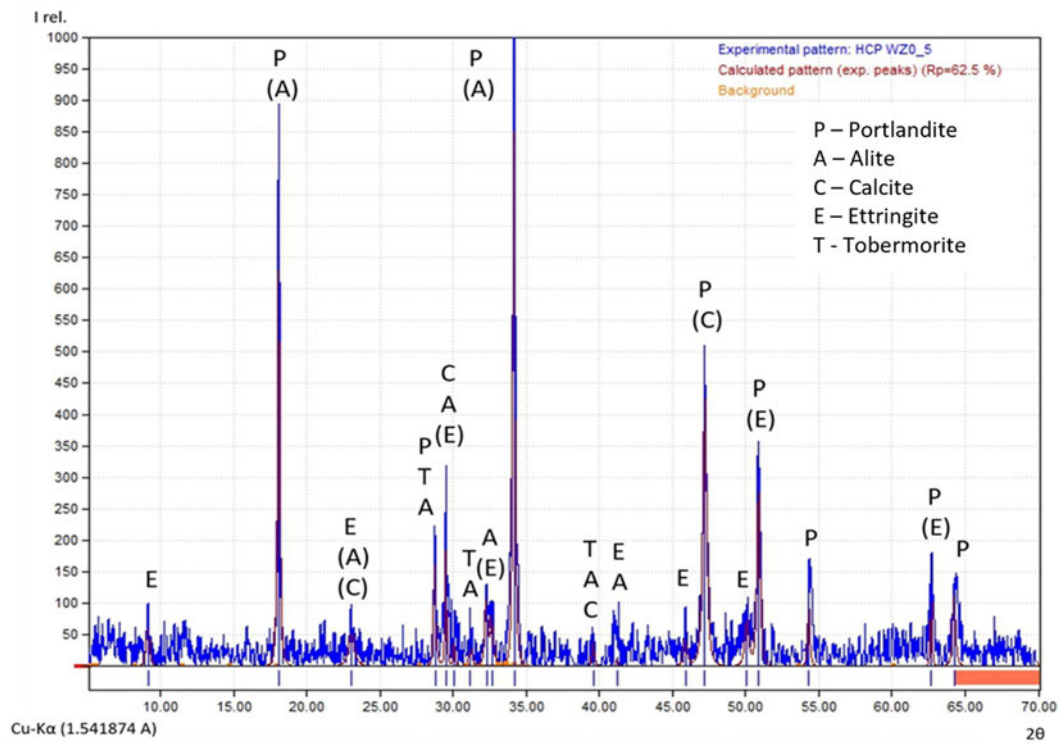 I rel.
1000
950
900
850
800
750
700
650
600
550
500
450
400
350
300
250
200
150
100
50
Experimental pattern: HCP WZ0_5
Calculated pattern (exp. peaks) (Rp=62.5 %)
Background
P – Portlandite
A – Alite
C – Calcite
E – Ettringite
T - Tobermorite
E
P
(A)
E
(A)
(C)
P
T
A
C
A
(E)
T
A
A
(E)
P
(A)
T
A
C
E
A
E
P
(C)
E
P
(E)
P
P
(E)
P
10.00 15.00 20.00 25.00 30.00 35.00 40.00 45.00 50.00 55.00 60.00 65.00 70.00
Cu-Kα (1.541874 A)
2θ